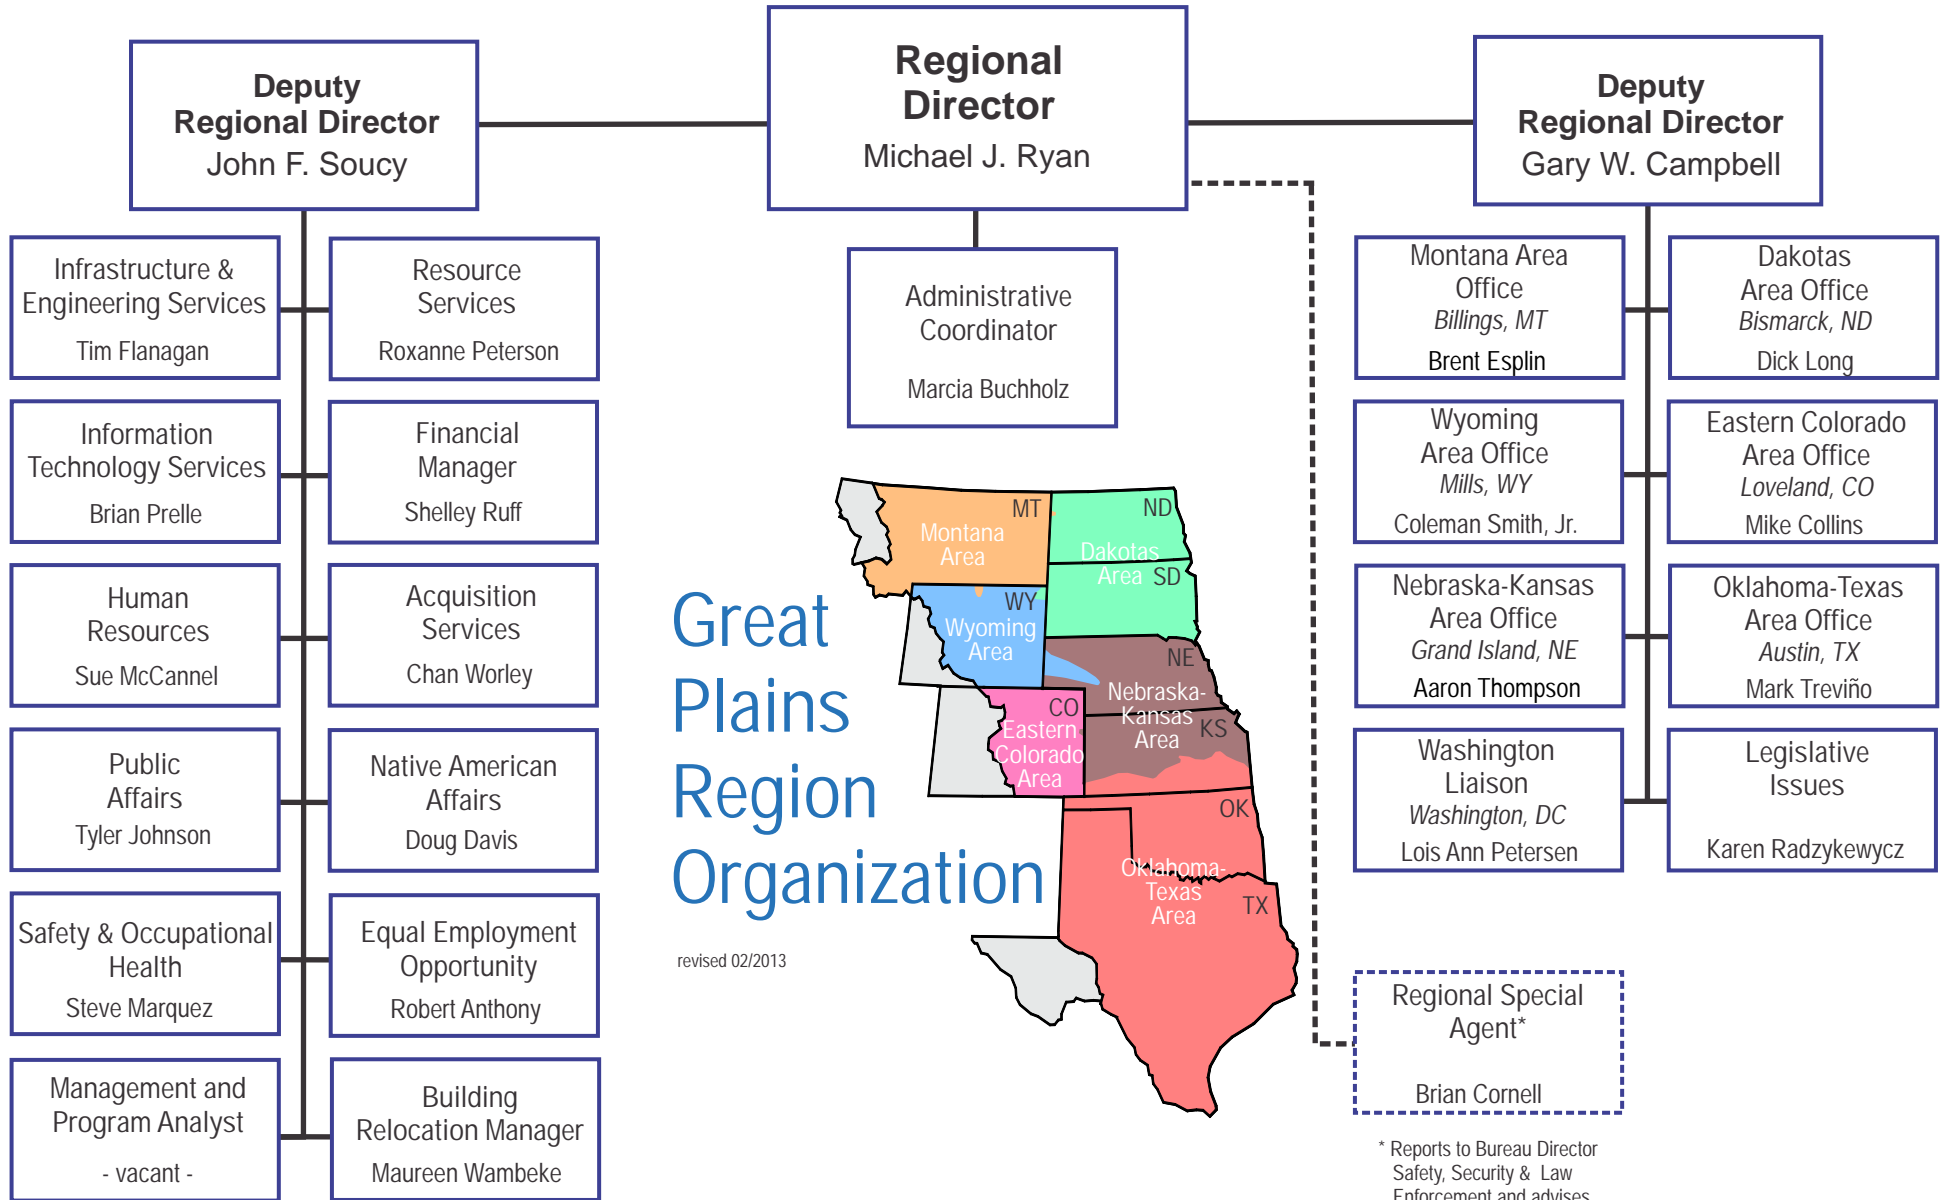 Regional
Director
Michael J. Ryan
Deputy
Regional Director
John F. Soucy
Deputy
Regional Director
Gary W. Campbell
Administrative
Coordinator
Marcia Buchholz
Infrastructure &
Engineering Services
Tim Flanagan
Resource
Services
Roxanne Peterson
Information
Technology Services
Brian Prelle
Financial
Manager
Shelley Ruff
Human
Resources
Sue McCannel
Acquisition
Services
Chan Worley
Public
Affairs
Tyler Johnson
Native American
Affairs
Doug Davis
Safety & Occupational
Health
Steve Marquez
Equal Employment
Opportunity
Robert Anthony
Management and
Program Analyst
- vacant -
Building
Relocation Manager
Maureen Wambeke
Great
Plains
Region
Organization
revised 02/2013
MT
Montana
Area
ND
Dakotas
Area
SD
WY
Wyoming
Area
NE
Nebraska-
Kansas
Area
KS
CO
Eastern
Colorado
Area
OK
Oklahoma-
Texas
Area
TX
Montana Area
Office
Billings, MT
Brent Esplin
Dakotas
Area Office
Bismarck, ND
Dick Long
Wyoming
Area Office
Mills, WY
Coleman Smith, Jr.
Eastern Colorado
Area Office
Loveland, CO
Mike Collins
Nebraska-Kansas
Area Office
Grand Island, NE
Aaron Thompson
Oklahoma-Texas
Area Office
Austin, TX
Mark Treviño
Washington
Liaison
Washington, DC
Lois Ann Petersen
Legislative
Issues
Karen Radzykewycz
Regional Special
Agent*
Brian Cornell
* Reports to Bureau Director
Safety, Security & Law
Enforcement and advises